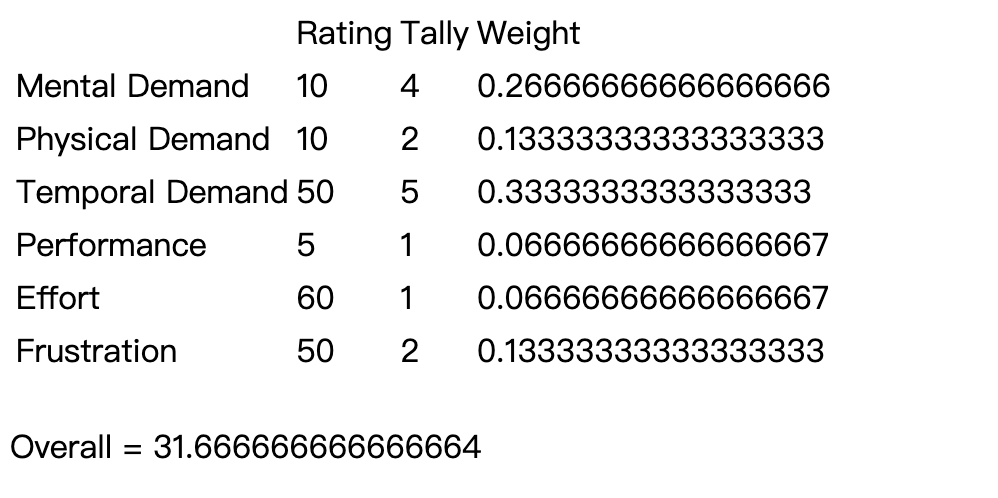 Rating Tally Weight
Mental Demand 10 4 0.26666666666666666
Physical Demand 10 2 0.13333333333333333
Temporal Demand 50 5 0.3333333333333333
Performance 5 1 0.06666666666666667
Effort 60 1 0.06666666666666667
Frustration 50 2 0.13333333333333333
Overall = 31.666666666666664